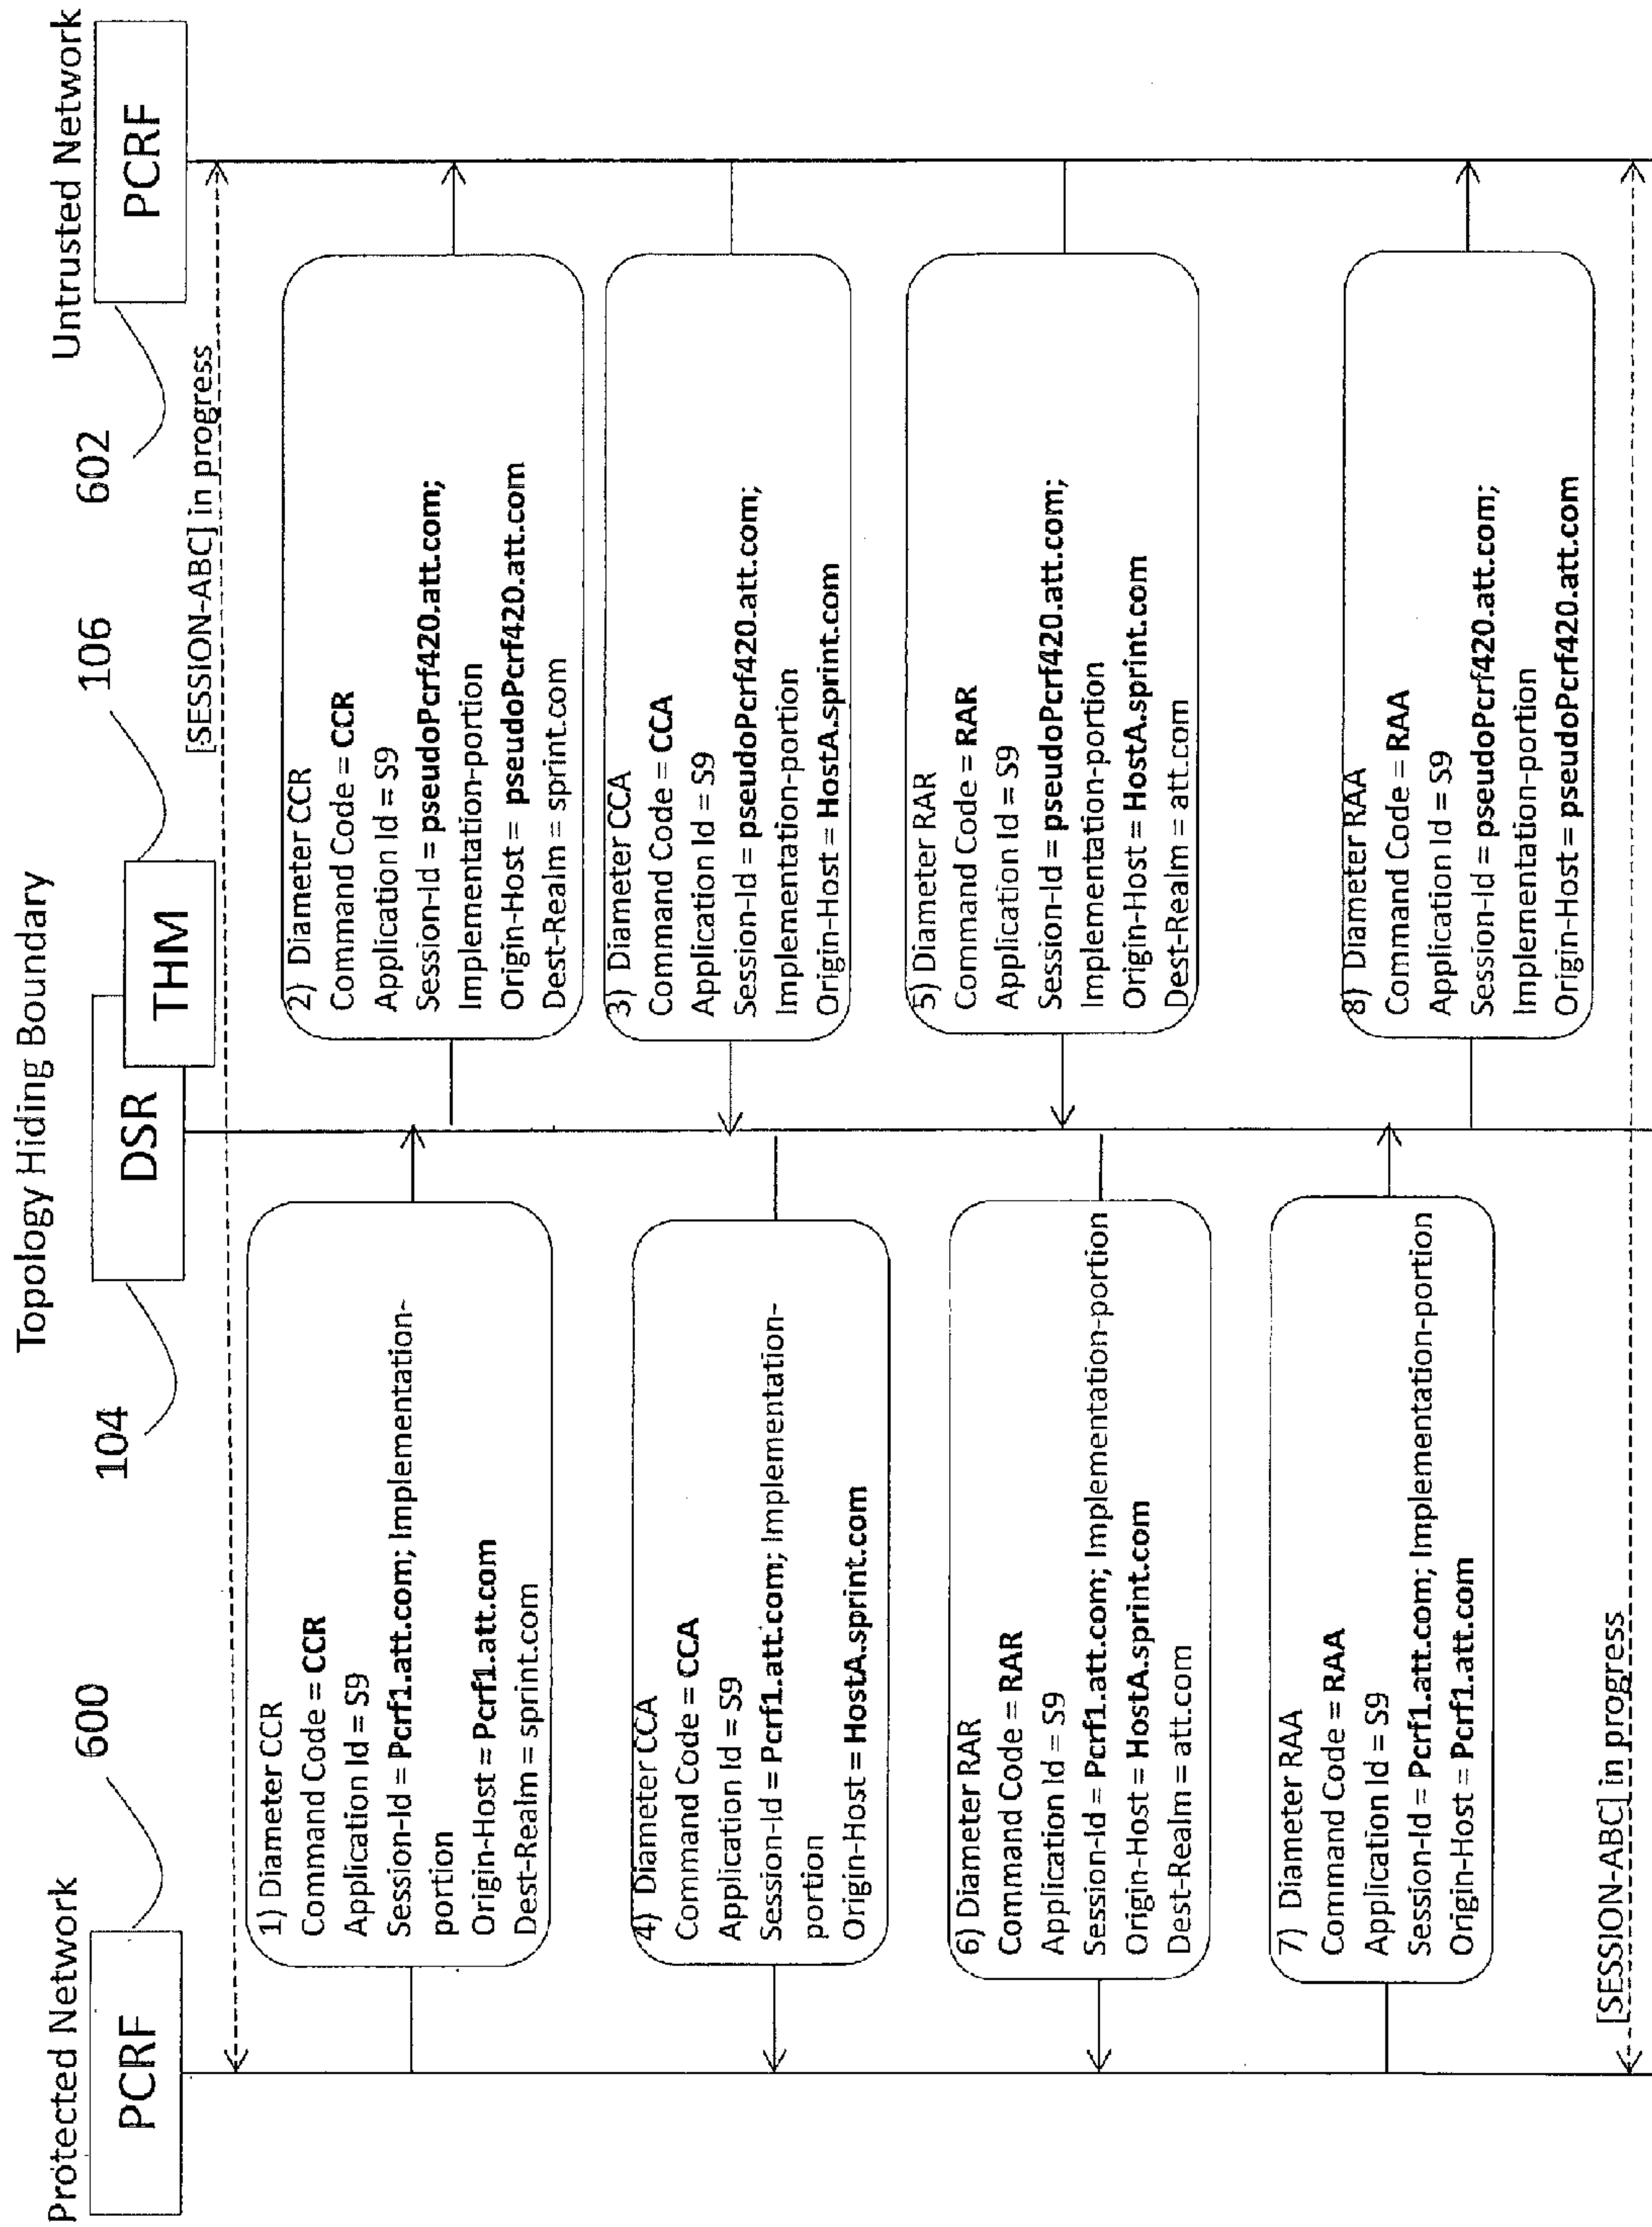 Topology Hiding Boundary
Protected Network
Untrusted Network
PCRF
600
104
DSR
THM
106
602
PCRF
[SESSION-ABC] in progress
1) Diameter CCR
Command Code = CCR
Application Id = S9
Session-Id = Pcrf1.att.com; Implementation-
portion
Origin-Host = Pcrf1.att.com
Dest-Realm = sprint.com
2) Diameter CCR
Command Code = CCR
Application Id = S9
Session-Id = pseudoPcrf420.att.com;
Implementation-portion
Origin-Host = pseudoPcrf420.att.com
Dest-Realm = sprint.com
3) Diameter CCA
Command Code = CCA
Application Id = S9
Session-Id = pseudoPcrf420.att.com;
Implementation-portion
Origin-Host = HostA.sprint.com
4) Diameter CCA
Command Code = CCA
Application Id = S9
Session-Id = Pcrf1.att.com; Implementation-
portion
Origin-Host = HostA.sprint.com
5) Diameter RAR
Command Code = RAR
Application Id = S9
Session-Id = pseudoPcrf420.att.com;
Implementation-portion
Origin-Host = HostA.sprint.com
Dest-Realm = att.com
6) Diameter RAR
Command Code = RAR
Application Id = S9
Session-Id = Pcrf1.att.com; Implementation-portion
Origin-Host = HostA.sprint.com
Dest-Realm = att.com
7) Diameter RAA
Command Code = RAA
Application Id = S9
Session-Id = Pcrf1.att.com; Implementation-portion
Origin-Host = Pcrf1.att.com
8) Diameter RAA
Command Code = RAA
Application Id = S9
Session-Id = pseudoPcrf420.att.com;
Implementation-portion
Origin-Host = pseudoPcrf420.att.com
[SESSION-ABC] in progress